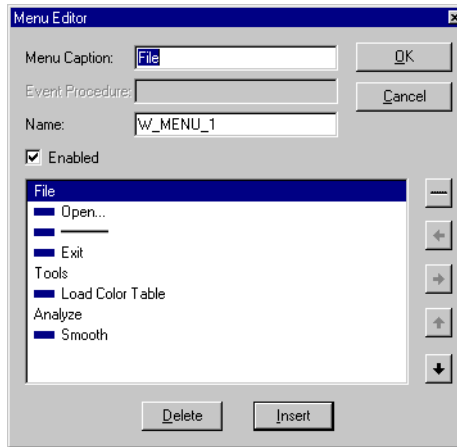 Menu Editor
Menu Caption: File
OK
Event Procedure:
Cancel
Name: W_MENU_1
Enabled
File
Open...
Exit
Tools
Load Color Table
Analyze
Smooth
Delete Insert